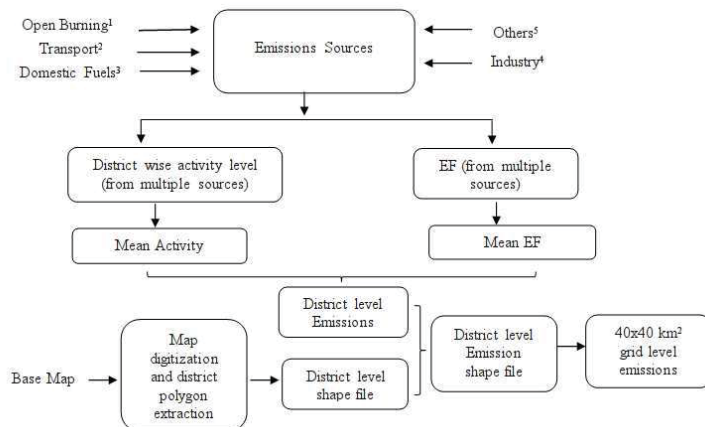 Open Burning¹
Transport²
Domestic Fuels³
Emissions Sources
Others⁵
Industry⁴
District wise activity level
(from multiple sources)
EF (from multiple
sources)
Mean Activity
Mean EF
District level
Emissions
Base Map
Map
digitization
and district
polygon
extraction
District level
shape file
District level
Emission
shape file
40x40 km²
grid level
emissions